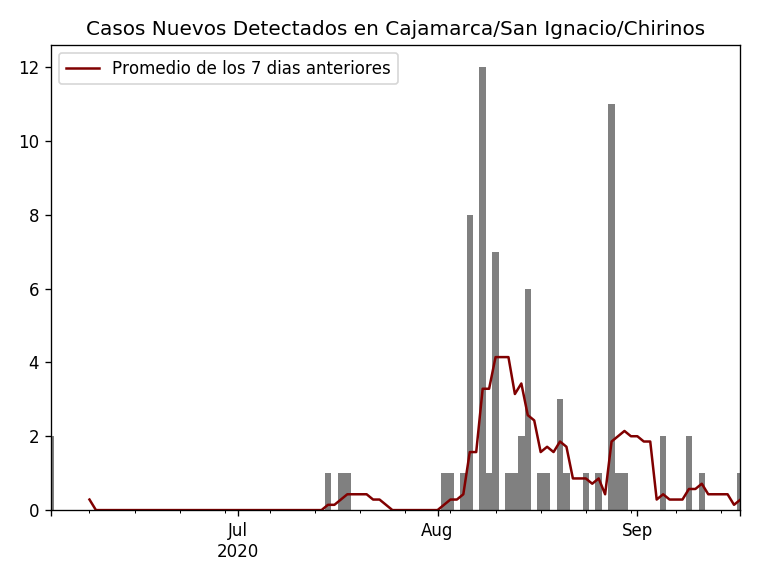 Casos Nuevos Detectados en Cajamarca/San Ignacio/Chirinos
Promedio de los 7 dias anteriores
12
10
8
6
4
2
0
Jul
2020
Aug
Sep